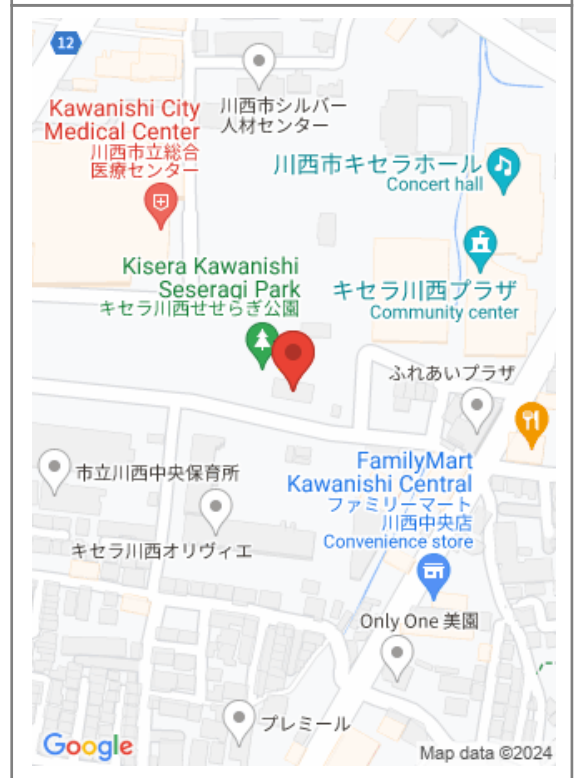 12
川西市シルバー
人材センター
Kawanishi City
Medical Center
川西市立総合
医療センター
川西市キセラホール
Concert hall
Kisera Kawanishi
Seseragi Park
キセラ川西せせらぎ公園
キセラ川西プラザ
Community center
ふれあいプラザ
FamilyMart
Kawanishi Central
ファミリーマート
川西中央店
Convenience store
市立川西中央保育所
キセラ川西オリヴィエ
Only One 美園
プレミール
Google
Map data ©2024